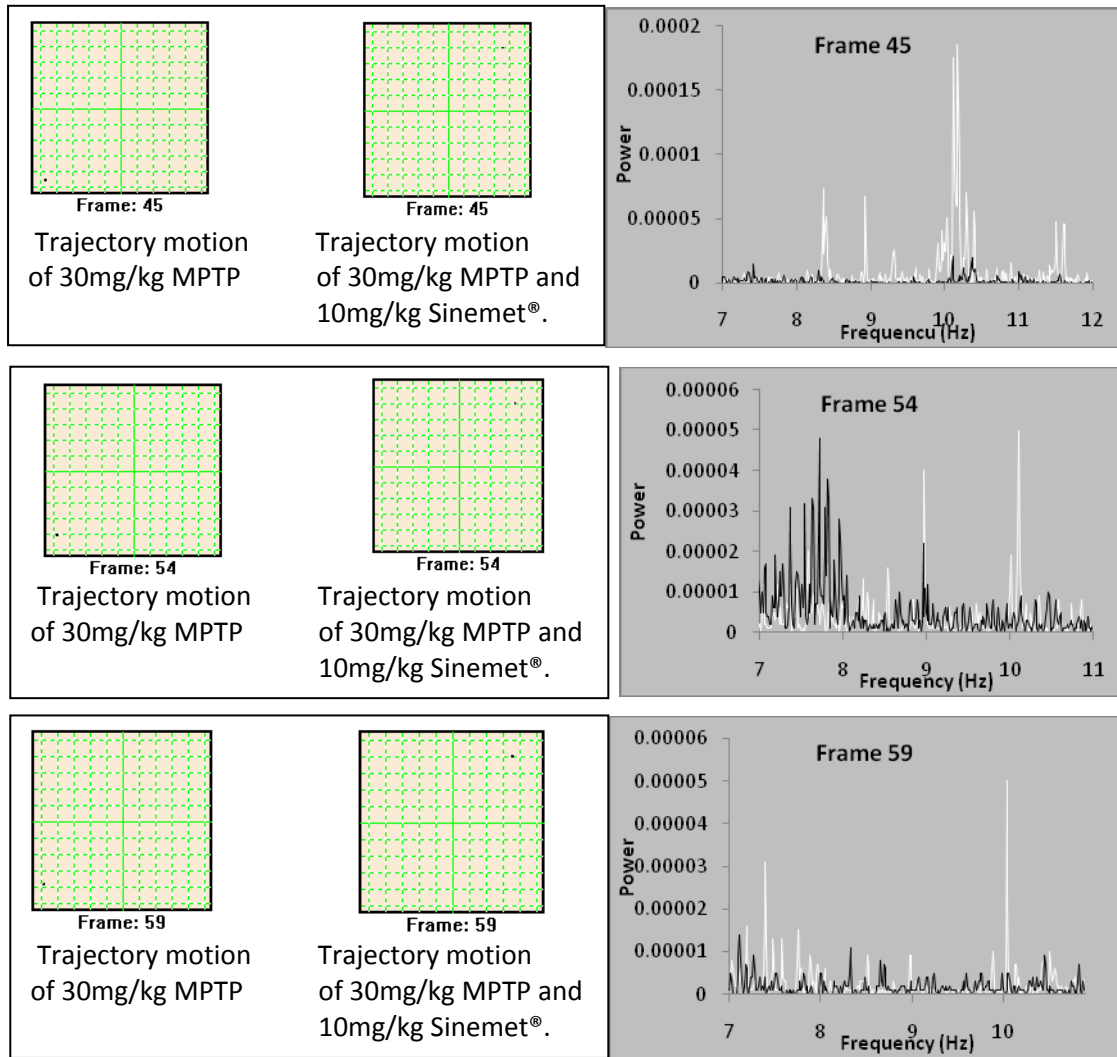 Frame: 45
Trajectory motion
of 30mg/kg MPTP
Frame: 45
Trajectory motion
of 30mg/kg MPTP and
10mg/kg Sinemet®.
Frame 45
Power
0.0002
0.00015
0.0001
0.00005
0
7 8 9 10 11 12
Frequencu (Hz)
Frame: 54
Trajectory motion
of 30mg/kg MPTP
Frame: 54
Trajectory motion
of 30mg/kg MPTP and
10mg/kg Sinemet®.
Frame 54
Power
0.00006
0.00005
0.00004
0.00003
0.00002
0.00001
0
7 8 9 10 11
Frequency (Hz)
Frame: 59
Trajectory motion
of 30mg/kg MPTP
Frame: 59
Trajectory motion
of 30mg/kg MPTP and
10mg/kg Sinemet®.
Frame 59
Power
0.00006
0.00005
0.00004
0.00003
0.00002
0.00001
0
7 8 9 10
Frequency (Hz)